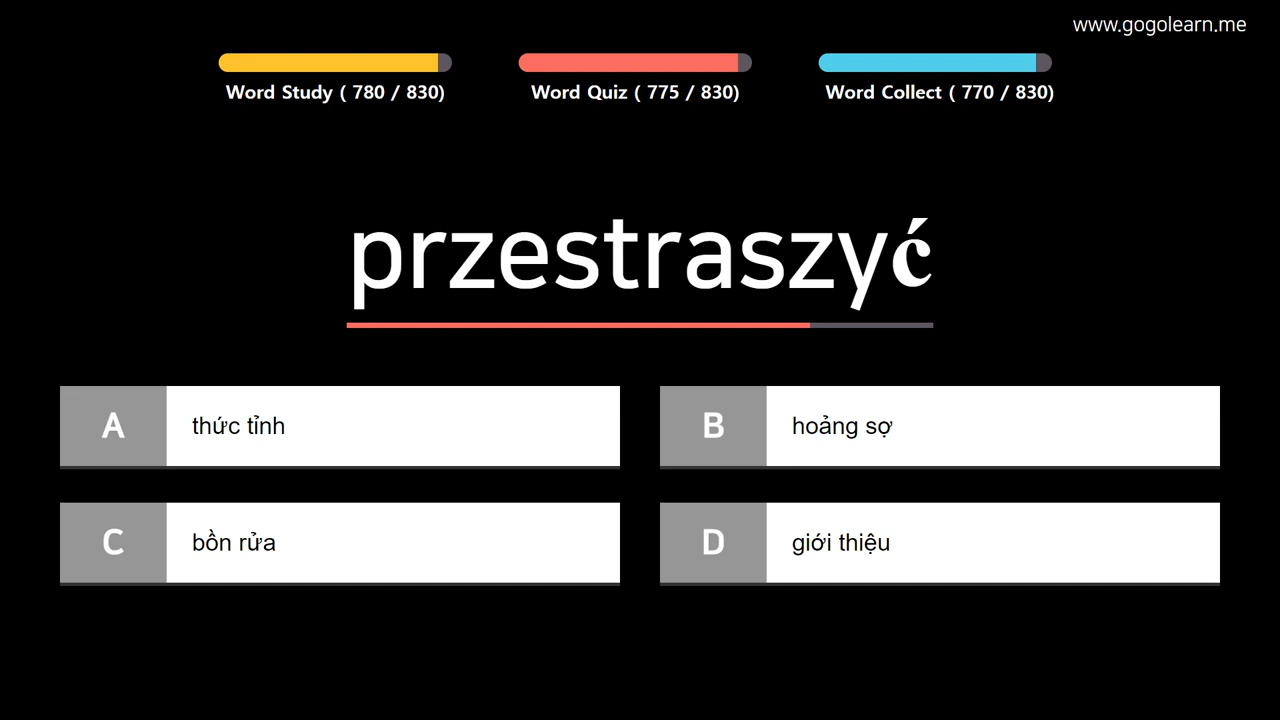 www.gogolearn.me
Word Study ( 780 / 830)
Word Quiz ( 775 / 830)
Word Collect ( 770 / 830)
przestraszyć
A thức tỉnh
B hoảng sợ
C bồn rửa
D giới thiệu